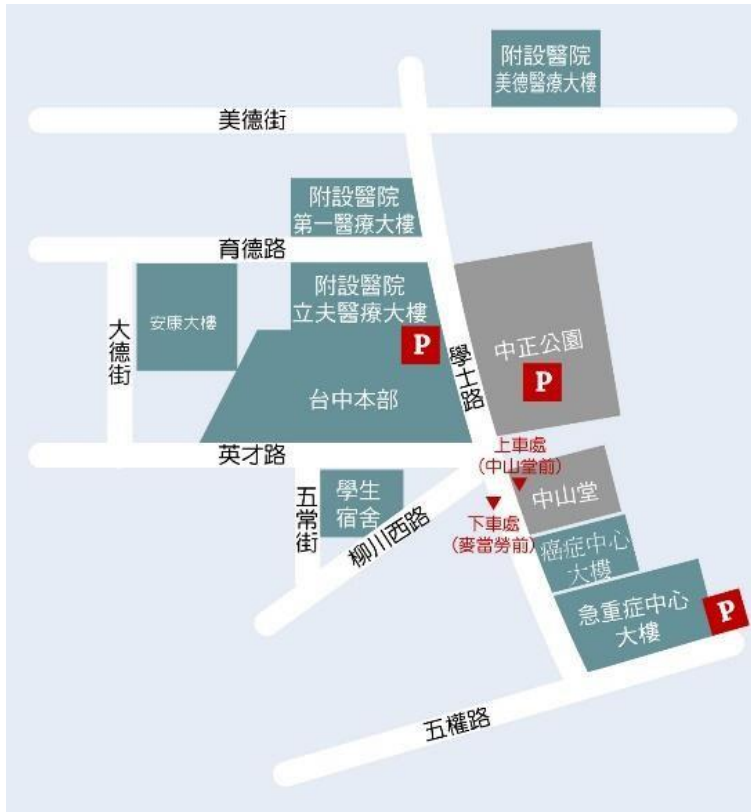 附設醫院
美德醫療大樓
美德街
附設醫院
第一醫療大樓
育德路
附設醫院
立夫醫療大樓
安康大樓
大德街
P
學士路
中正公園
P
台中本部
英才路
上車處
(中山堂前)
五常街
學生
宿舍
柳川西路
下車處
(麥當勞前)
中山堂
癌症中心
大樓
急重症中心
大樓
P
五權路